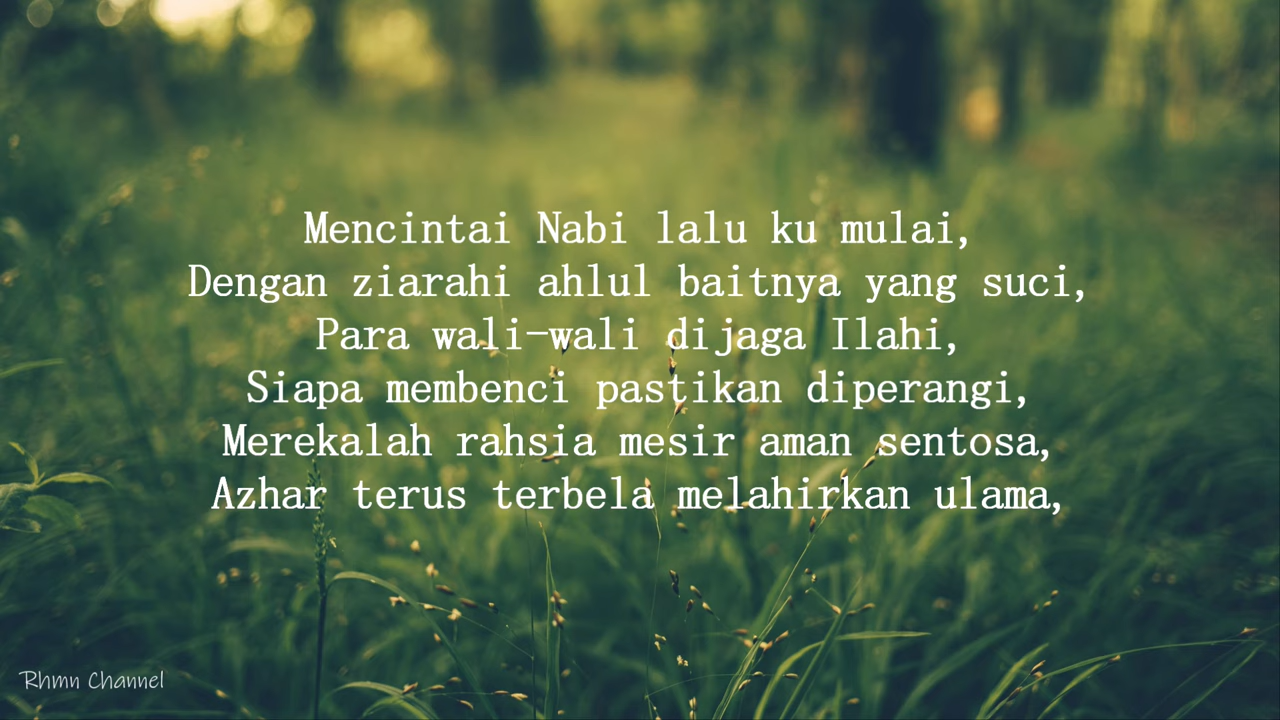 Mencintai Nabi lalu ku mulai,
Dengan ziarahi ahlul baitnya yang suci,
Para wali-wali dijaga Ilahi,
Siapa membenci pastikan diperangi,
Merekalah rahsia mesir aman sentosa,
Azhar terus terbela melahirkan ulama,
Rhmn Channel